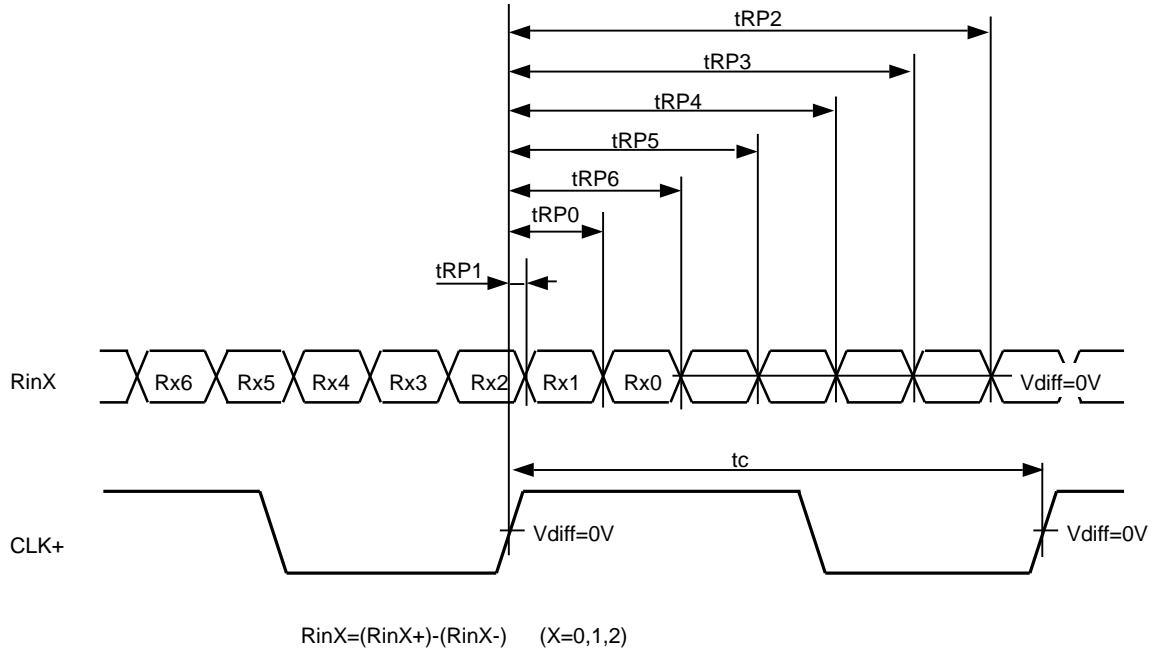 tRP2
tRP3
tRP4
tRP5
tRP6
tRP0
tRP1
RinX Rx6 Rx5 Rx4 Rx3 Rx2 Rx1 Rx0 Vdiff=0V
tc
CLK+ Vdiff=0V Vdiff=0V
RinX=(RinX+)-(RinX-) (X=0,1,2)